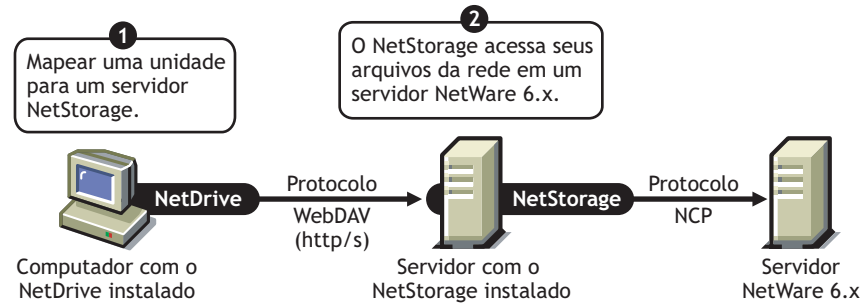 1
Mapear uma unidade
para um servidor
NetStorage.
2
O NetStorage acessa seus
arquivos da rede em um
servidor NetWare 6.x.
NetDrive
Protocolo
WebDAV
(http/s)
NetStorage
Protocolo
NCP
Computador com o
NetDrive instalado
Servidor com o
NetStorage instalado
Servidor
NetWare 6.x